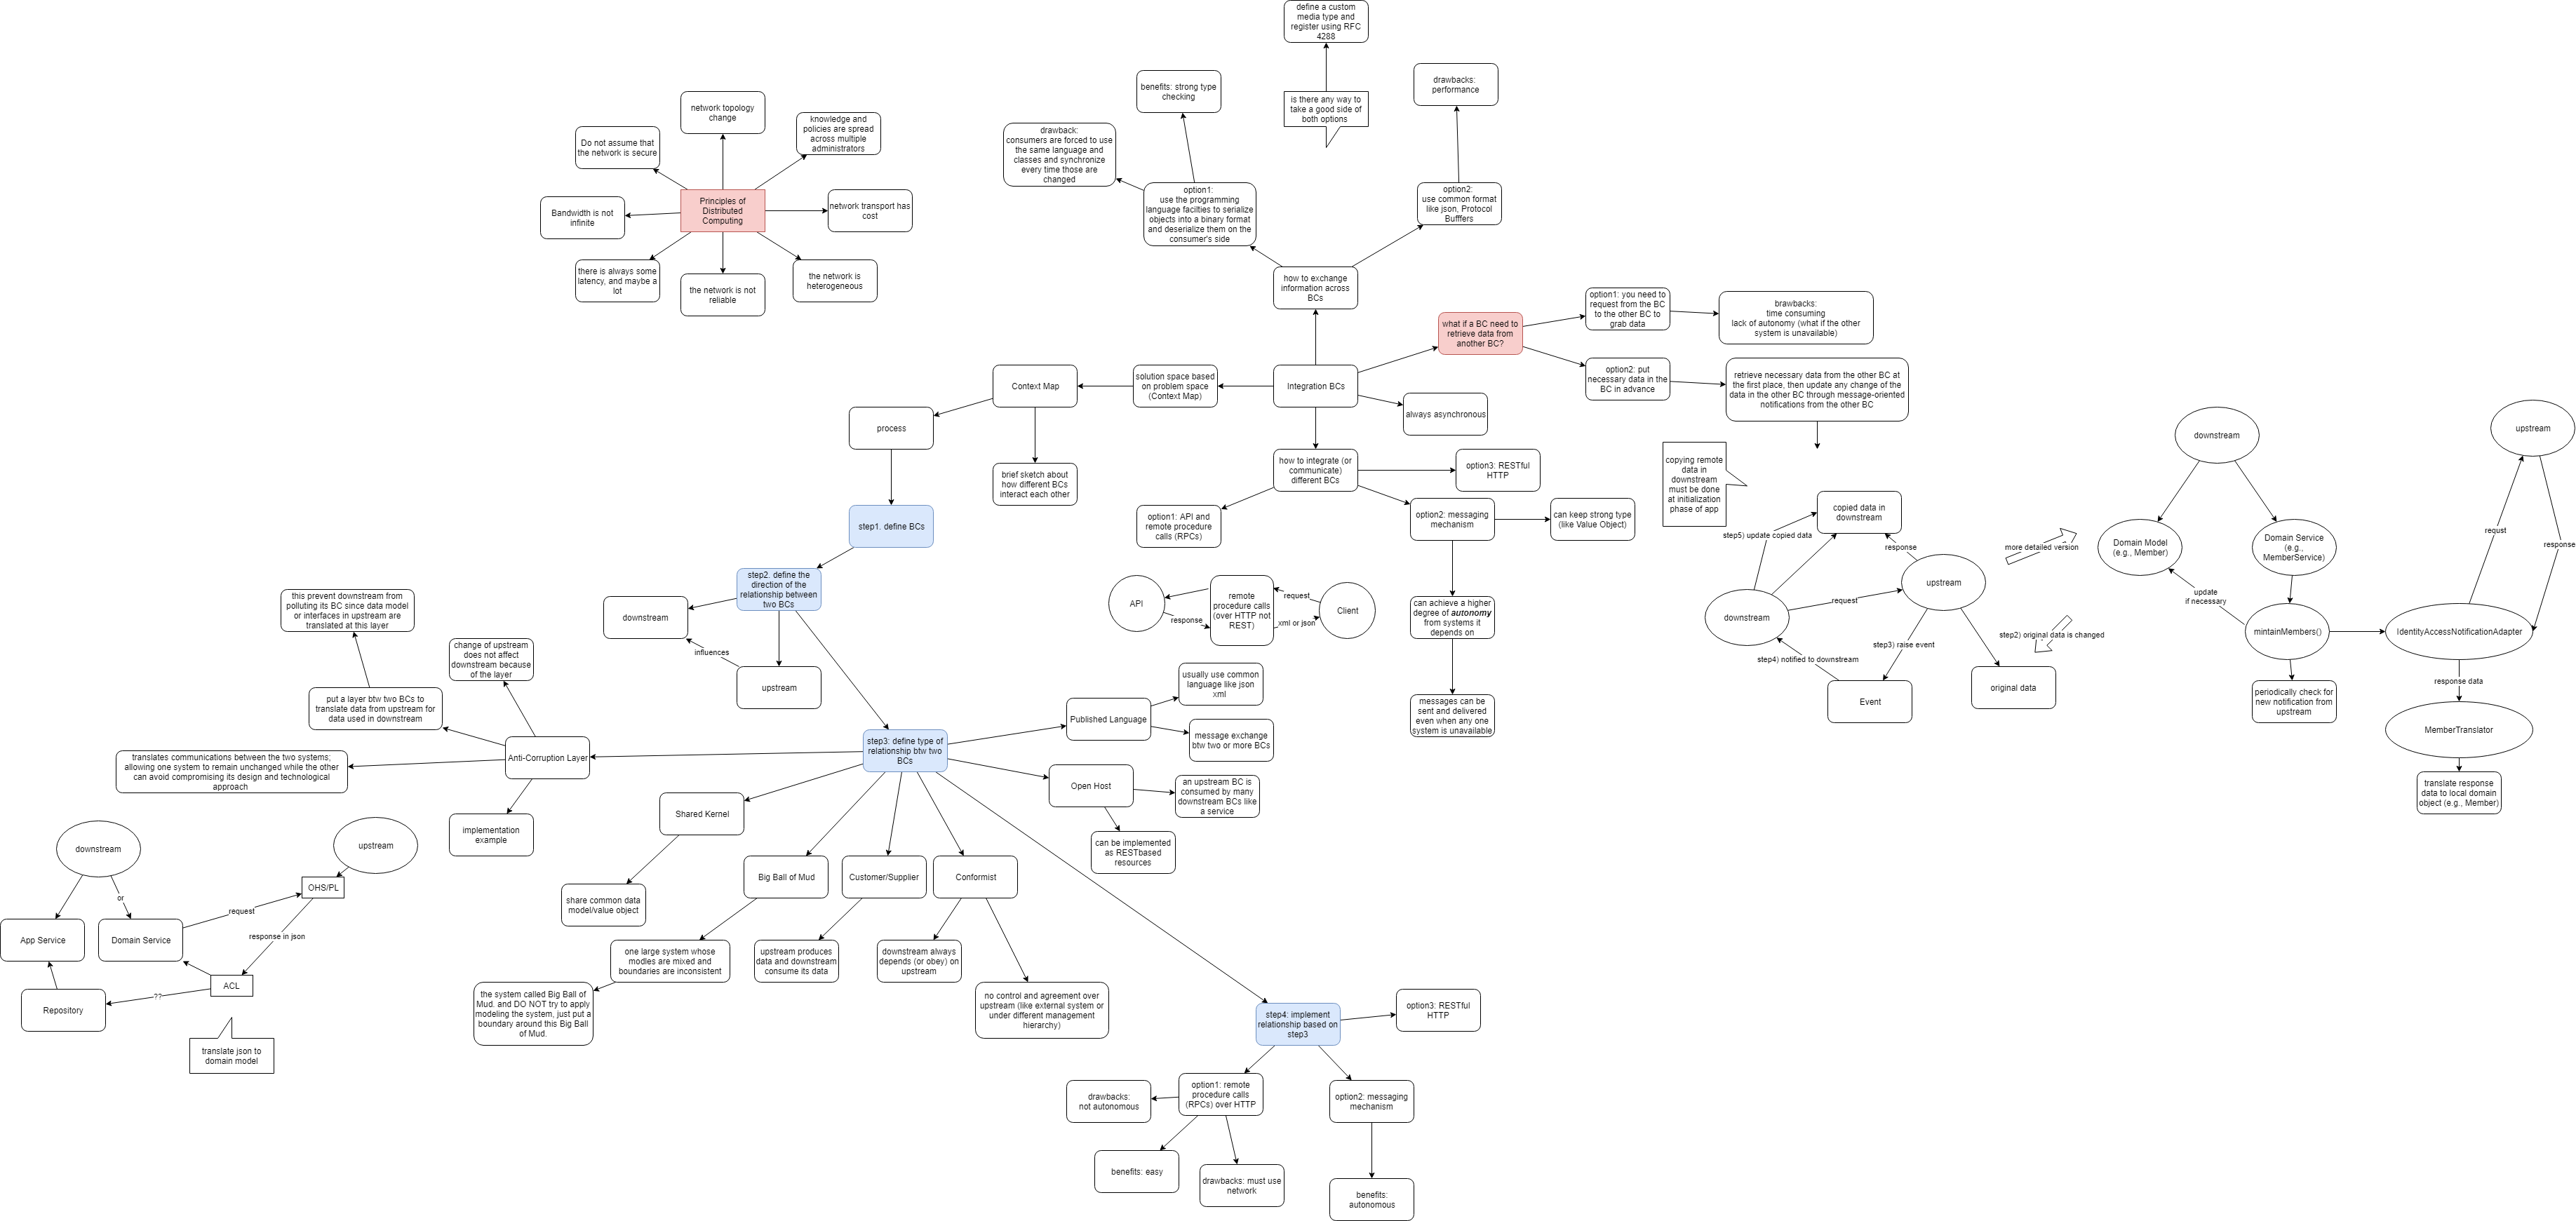 define a custom
media type and
register using RFC
4288
benefits: strong type
checking
is there any way to
take a good side of
both options
drawbacks:
performance
network topology
change
knowledge and
policies are spread
across multiple
administrators
Do not assume that
the network is secure
drawback:
consumers are forced to use
the same language and
classes and synchronize
every time those are
changed
Principles of
Distributed
Computing
Bandwidth is not
infinite
network transport has
cost
there is always some
latency, and maybe a
lot
the network is not
reliable
the network is
heterogeneous
option1:
use the programming
language facilties to serialize
objects into a binary format
and deserialize them on the
consumer's side
option2:
use common format
like json, Protocol
Bufffers
how to exchange
information across
BCs
what if a BC need to
retrieve data from
another BC?
option1: you need to
request from the BC
to the other BC to
grab data
brawbacks:
time consuming
lack of autonomy (what if the other
system is unavailable)
option2: put
necessary data in the
BC in advance
retrieve necessary data from the other BC at
the first place, then update any change of the
data in the other BC through message-oriented
notifications from the other BC
Context Map
solution space based
on problem space
(Context Map)
Integration BCs
always asynchronous
process
brief sketch about
how different BCs
interact each other
how to integrate (or
communicate)
different BCs
option3: RESTful
HTTP
option1: API and
remote procedure
calls (RPCs)
option2: messaging
mechanism
can keep strong type
(like Value Object)
can achieve a higher
degree of autonomy
from systems it
depends on
messages can be
sent and delivered
even when any one
system is unavailable
API
response
remote
procedure calls
(over HTTP not
REST)
request
xml or json
Client
copying remote
data in
downstream
must be done
at initialization
phase of app
copied data in
downstream
step5) update copied data
response
upstream
request
downstream
step3) raise event
step4) notified to downstream
Event
original data
step2) original data is changed
more detailed version
downstream
upstream
Domain Model
(e.g., Member)
Domain Service
(e.g.,
MemberService)
requst
response
update
if necessary
mintainMembers()
IdentityAccessNotificationAdapter
periodically check for
new notification from
upstream
response data
MemberTranslator
translate response
data to local domain
object (e.g., Member)
step1. define BCs
step2. define the
direction of the
relationship between
two BCs
downstream
influences
upstream
step3: define type of
relationship btw two
BCs
this prevent downstream from
polluting its BC since data model
or interfaces in upstream are
translated at this layer
change of upstream
does not affect
downstream because
of the layer
put a layer btw two BCs to
translate data from upstream for
data used in downstream
Anti-Corruption Layer
translates communications between the two systems;
allowing one system to remain unchanged while the other
can avoid compromising its design and technological
approach
implementation
example
Published Language
usually use common
language like json
xml
message exchange
btw two or more BCs
Open Host
an upstream BC is
consumed by many
downstream BCs like
a service
can be implemented
as RESTbased
resources
Shared Kernel
share common data
model/value object
Big Ball of Mud
one large system whose
modles are mixed and
boundaries are inconsistent
the system called Big Ball of
Mud. and DO NOT try to apply
modeling the system, just put a
boundary around this Big Ball
of Mud.
Customer/Supplier
upstream produces
data and downstream
consume its data
Conformist
downstream always
depends (or obey) on
upstream
no control and agreement over
upstream (like external system or
under different management
hierarchy)
downstream
upstream
OHS/PL
or
request
App Service
Domain Service
response in json
ACL
??
Repository
translate json to
domain model
step4: implement
relationship based on
step3
option3: RESTful
HTTP
option1: remote
procedure calls
(RPCs) over HTTP
drawbacks:
not autonomous
option2: messaging
mechanism
benefits: easy
drawbacks: must use
network
benefits:
autonomous